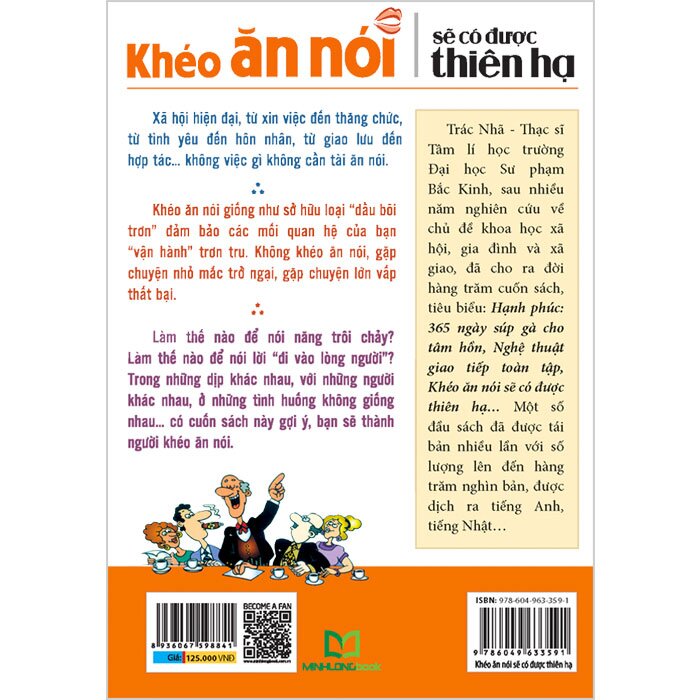 Khéo ăn nói
sẽ có được
thiên hạ
Xã hội hiện đại, từ xin việc đến thăng chức,
từ tình yêu đến hôn nhân, từ giao lưu đến
hợp tác... không việc gì không cần tài ăn nói.
Khéo ăn nói giống như sở hữu loại “dầu bôi
trơn” đảm bảo các mối quan hệ của bạn
“vận hành” trơn tru. Không khéo ăn nói, gặp
chuyện nhỏ mắc trở ngại, gặp chuyện lớn vấp
thất bại.
Làm thế nào để nói năng trôi chảy?
Làm thế nào để nói lời “đi vào lòng người”?
Trong những dịp khác nhau, với những người
khác nhau, ở những tình huống không giống
nhau... có cuốn sách này gợi ý, bạn sẽ thành
người khéo ăn nói.
Trác Nhã - Thạc sĩ
Tâm lí học trường
Đại học Sư phạm
Bắc Kinh, sau nhiều
năm nghiên cứu về
chủ đề khoa học xã
hội, gia đình và xã
giao, đã cho ra đời
hàng trăm cuốn sách,
tiêu biểu: Hạnh phúc:
365 ngày súp gà cho
tâm hồn, Nghệ thuật
giao tiếp toàn tập,
Khéo ăn nói sẽ có được
thiên hạ... Một số
đầu sách đã được tái
bản nhiều lần với số
lượng lên đến hàng
trăm nghìn bản, được
dịch ra tiếng Anh,
tiếng Nhật...
8 936067 598841
Giá: 125.000 VNĐ
BECOME A FAN
www.minhlongbook.com.vn
MINHLONGbook
ISBN: 978-604-963-359-1
9 786049 633591
Khéo ăn nói sẽ có được thiên hạ